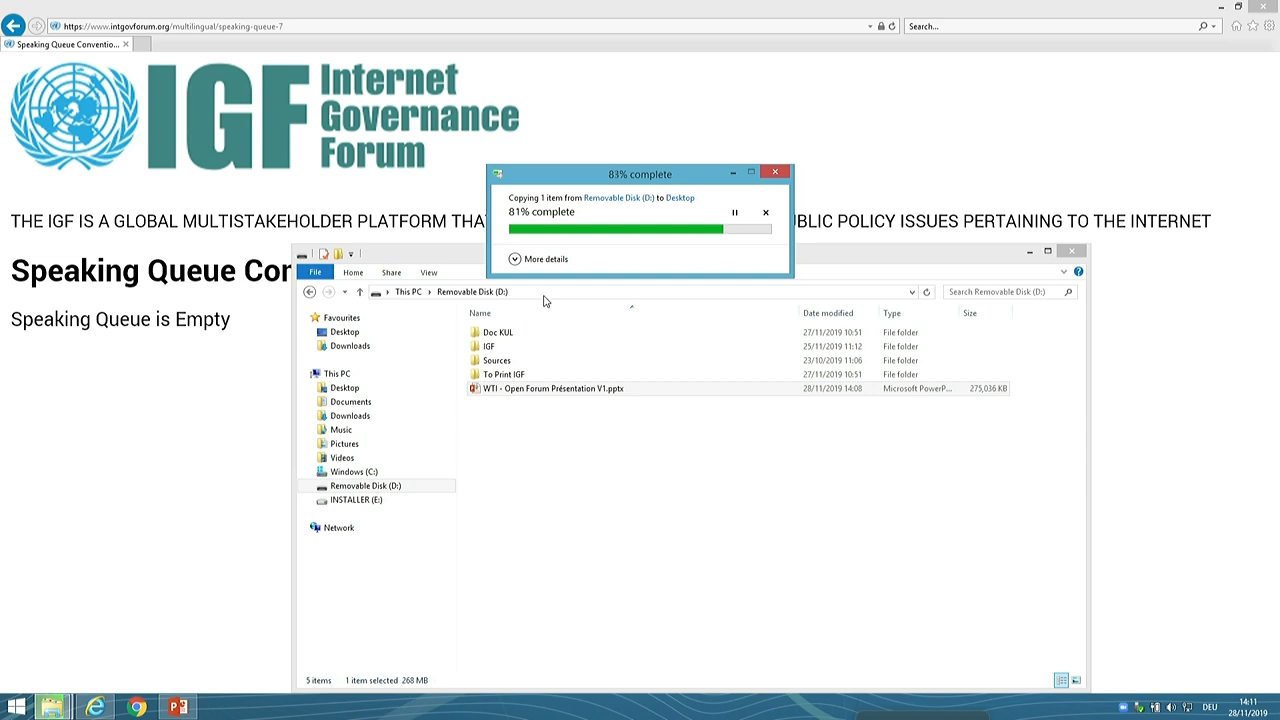 https://www.intgovforum.org/multilingual/speaking-queue-7
Search...
Speaking Queue Conventio...
IGF Internet
Governance
Forum
83% complete
Copying 1 item from Removable Disk (D:) to Desktop
81% complete
More details
THE IGF IS A GLOBAL MULTISTAKEHOLDER PLATFORM THA
BLIC POLICY ISSUES PERTAINING TO THE INTERNET
Speaking Queue Con
Speaking Queue is Empty
File Home Share View
This PC Removable Disk (D:)
Search Removable Disk (D:)
Favourites
Desktop
Downloads
This PC
Desktop
Documents
Downloads
Music
Pictures
Videos
Windows (C:)
Removable Disk (D:)
INSTALLER (E:)
Network
Name Date modified Type Size
Doc KUL 27/11/2019 10:51 File folder
IGF 25/11/2019 11:12 File folder
Sources 23/10/2019 11:06 File folder
To Print IGF 27/11/2019 10:51 File folder
WTI - Open Forum Présentation V1.pptx 28/11/2019 14:08 Microsoft PowerP... 275,036 KB
5 items 1 item selected 268 MB
DEU
14:11
28/11/2019